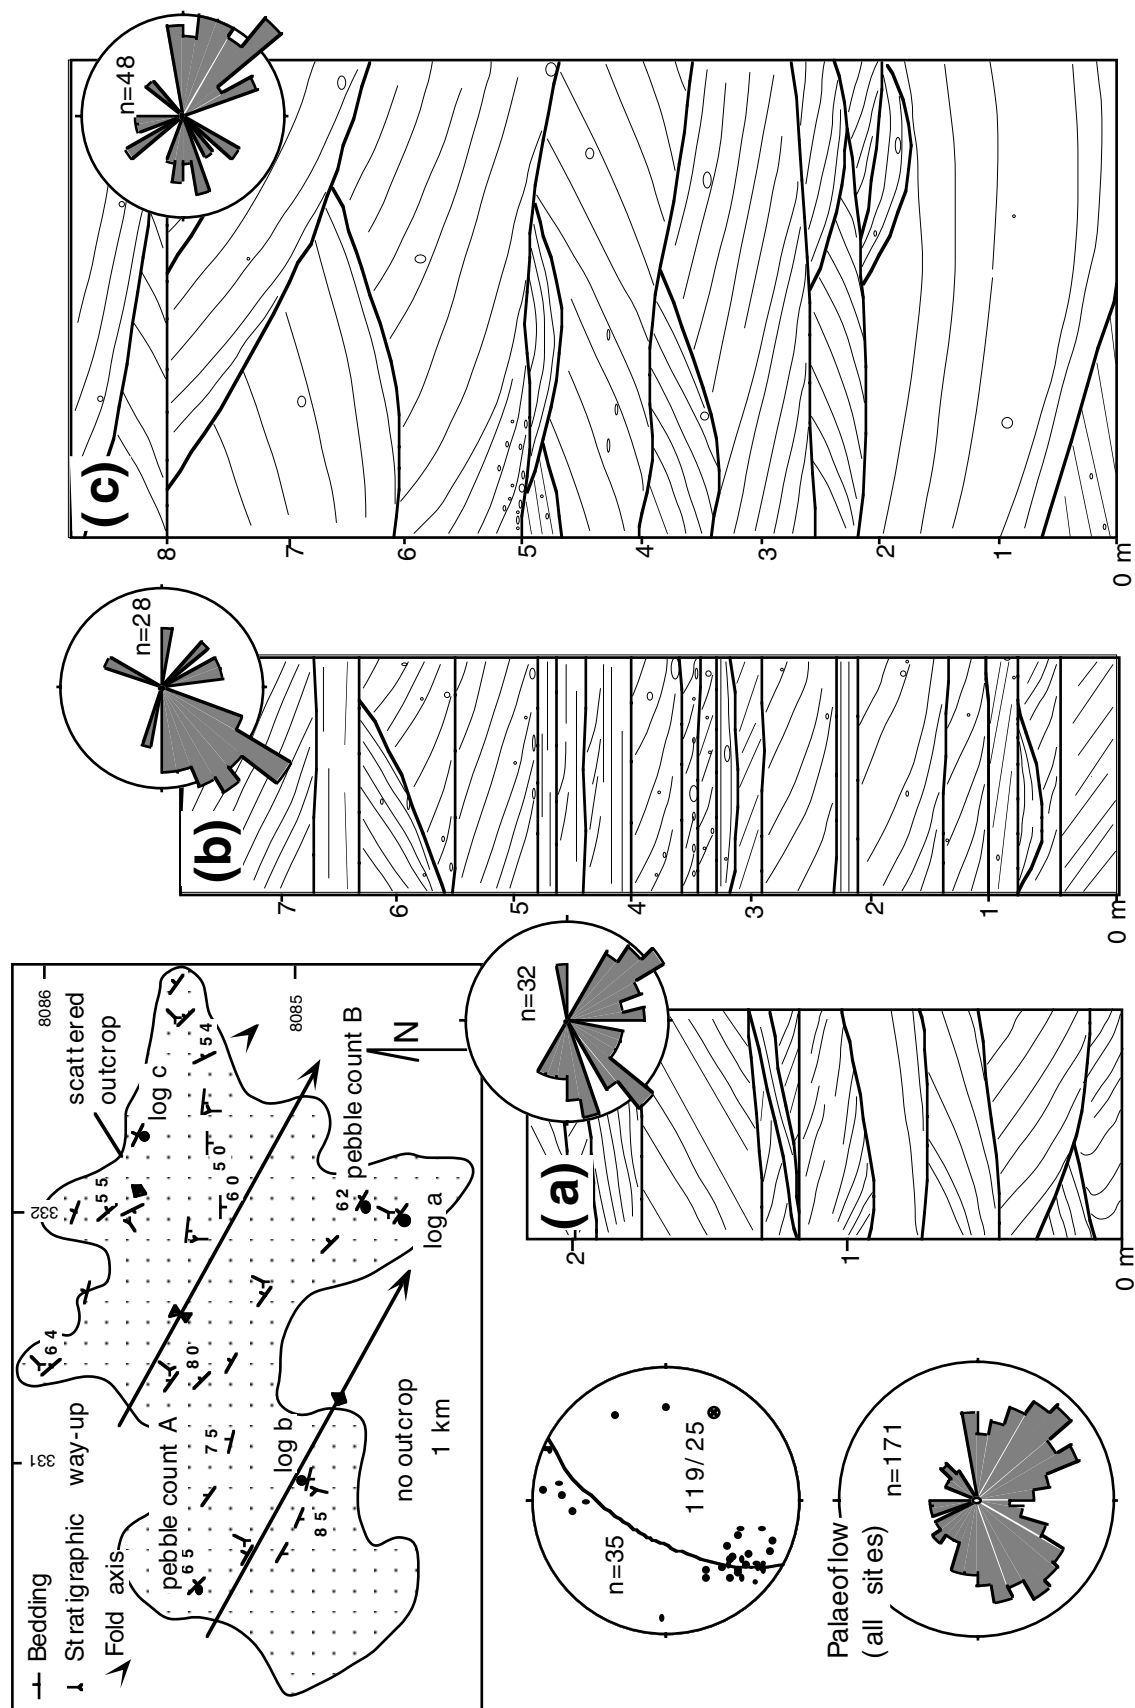 Bedding
Stratigraphic way-up
Fold axis
331
332
8086
8085
scattered
outcrop
64
55
54
log c
50
60
80
75
pebble count A
65
log b
85
62
pebble count B
log a
N
no outcrop
1 km
n=35
119/25
Palaeoflow
(all sites)
n=171
(a)
n=32
2
1
0 m
(b)
n=28
7
6
5
4
3
2
1
0 m
(c)
n=48
8
7
6
5
4
3
2
1
0 m